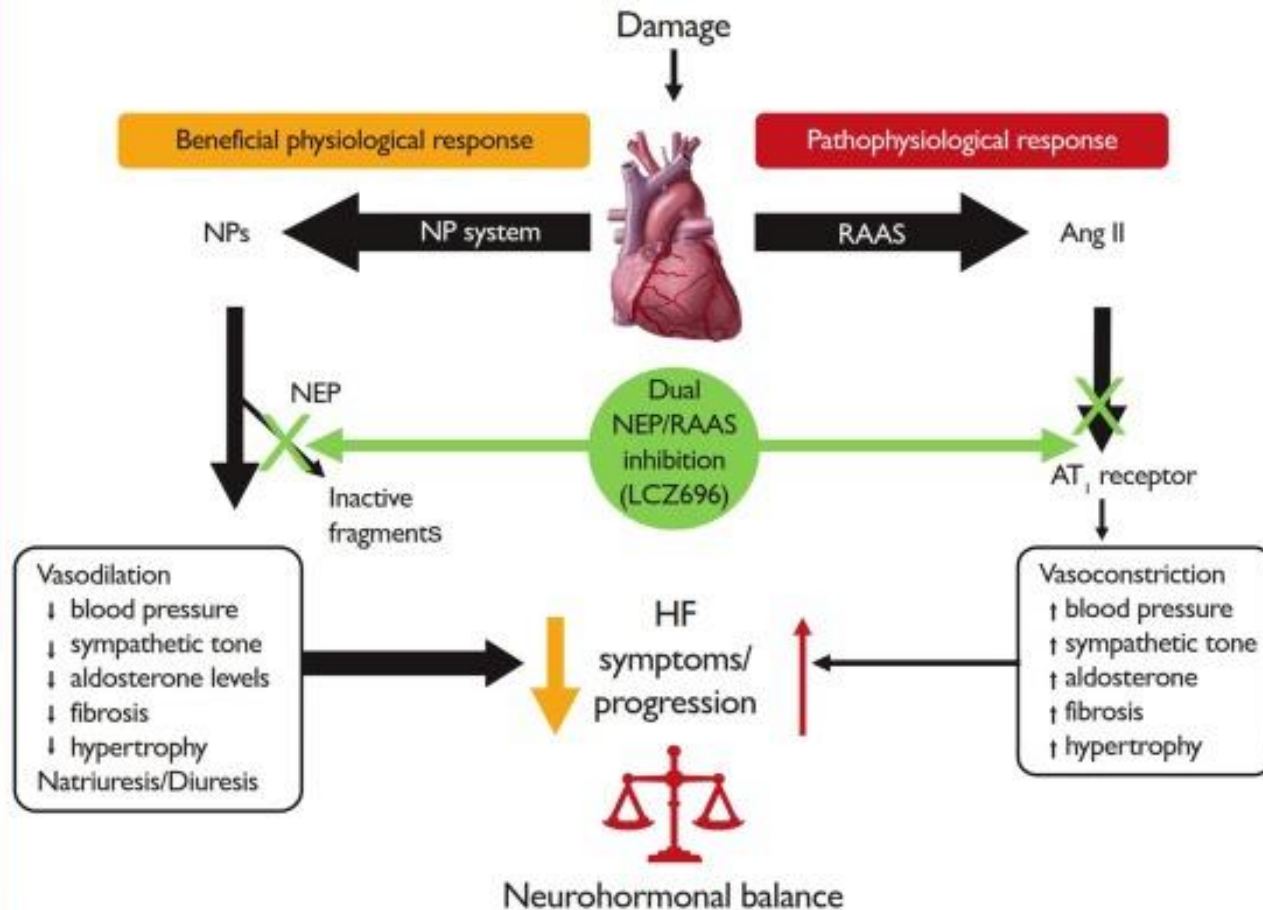 Damage
Beneficial physiological response
Pathophysiological response
NPs
NP system
RAAS
Ang II
NEP
Dual
NEP/RAAS
inhibition
(LCZ696)
Inactive
fragments
AT₁ receptor
Vasodilation
↓ blood pressure
↓ sympathetic tone
↓ aldosterone levels
↓ fibrosis
↓ hypertrophy
Natriuresis/Diuresis
HF
symptoms/
progression
Vasoconstriction
↑ blood pressure
↑ sympathetic tone
↑ aldosterone
↑ fibrosis
↑ hypertrophy
Neurohormonal balance